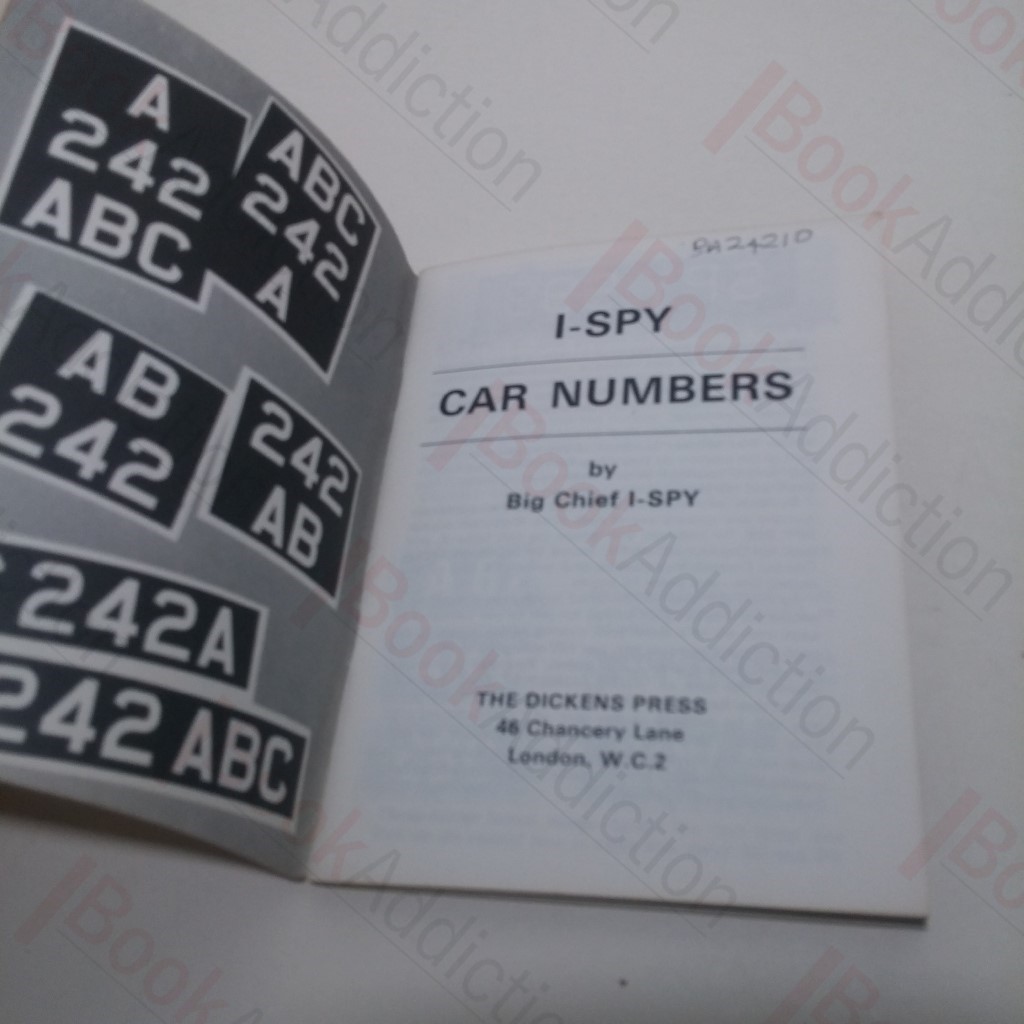 A
242
ABC
ABC
242
A
AB
242
242
AB
242A
242 ABC
I-SPY
CAR NUMBERS
by
Big Chief I-SPY
THE DICKENS PRESS
46 Chancery Lane
London, W.C.2
BookAddiction